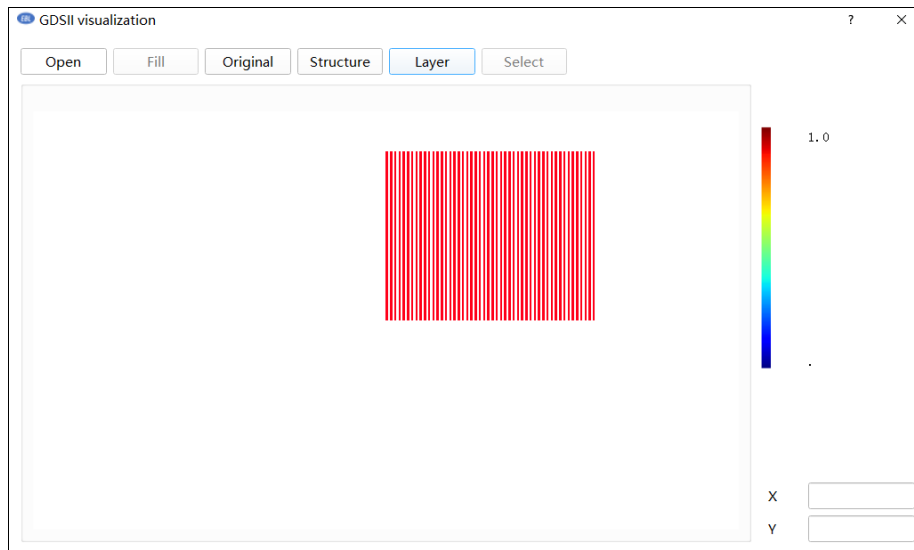 GDSII visualization
?
Open
Fill
Original
Structure
Layer
Select
1.0
.
X
Y